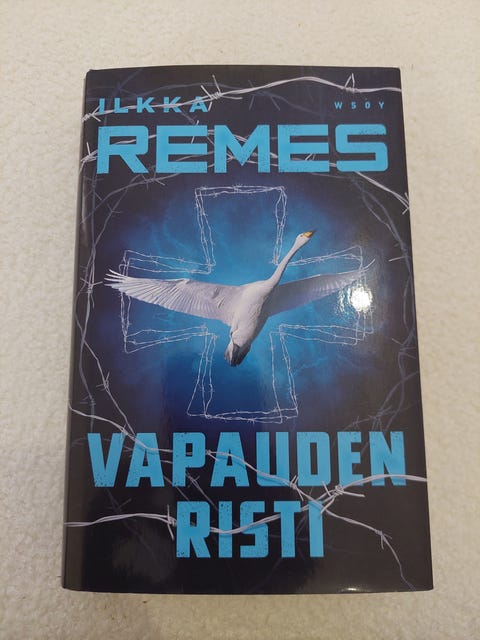 ILKKA
WSOY
REMES
VAPAUDEN
RISTI